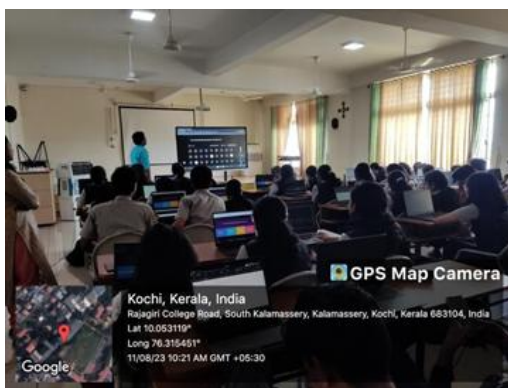 GPS Map Camera
Kochi, Kerala, India
Rajagiri College Road, South Kalamassery, Kalamassery, Kochi, Kerala 683104, India
Lat 10.053119°
Long 76.315451°
11/08/23 10:21 AM GMT +05:30
Google